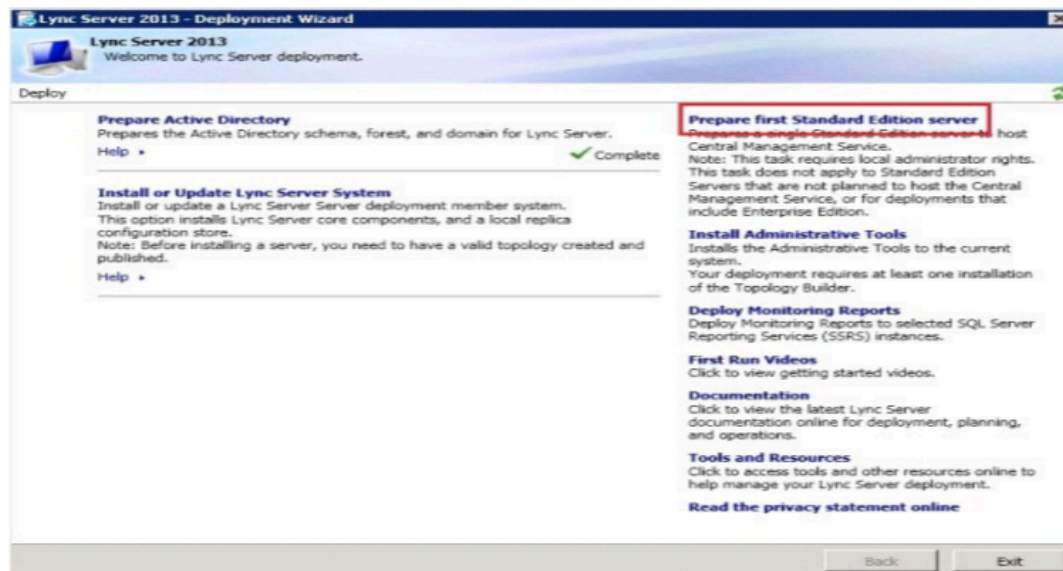 Lync Server 2013 - Deployment Wizard
Lync Server 2013
Welcome to Lync Server deployment.
Deploy
Prepare Active Directory
Prepares the Active Directory schema, forest, and domain for Lync Server.
Help
Complete
Install or Update Lync Server System
Install or update a Lync Server Server deployment member system.
This option installs Lync Server core components, and a local replica
configuration store.
Note: Before installing a server, you need to have a valid topology created and
published.
Help
Prepare first Standard Edition server
Prepares a single Standard Edition server to host
Central Management Service.
Note: This task requires local administrator rights.
This task does not apply to Standard Edition
Servers that are not planned to host the Central
Management Service, or for deployments that
include Enterprise Edition.
Install Administrative Tools
Installs the Administrative Tools to the current
system.
Your deployment requires at least one installation
of the Topology Builder.
Deploy Monitoring Reports
Deploy Monitoring Reports to selected SQL Server
Reporting Services (SSRS) instances.
First Run Videos
Click to view getting started videos.
Documentation
Click to view the latest Lync Server
documentation online for deployment, planning,
and operations.
Tools and Resources
Click to access tools and other resources online to
help manage your Lync Server deployment.
Read the privacy statement online
Back
Exit